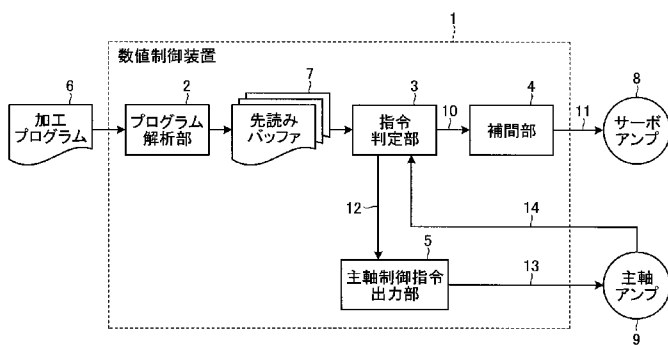 1
数値制御装置
6
加工
プログラム
2
プログラム
解析部
7
先読み
バッファ
3
指令
判定部
10
4
補間部
11
8
サーボ
アンプ
12
14
5
主軸制御指令
出力部
13
主軸
アンプ
9